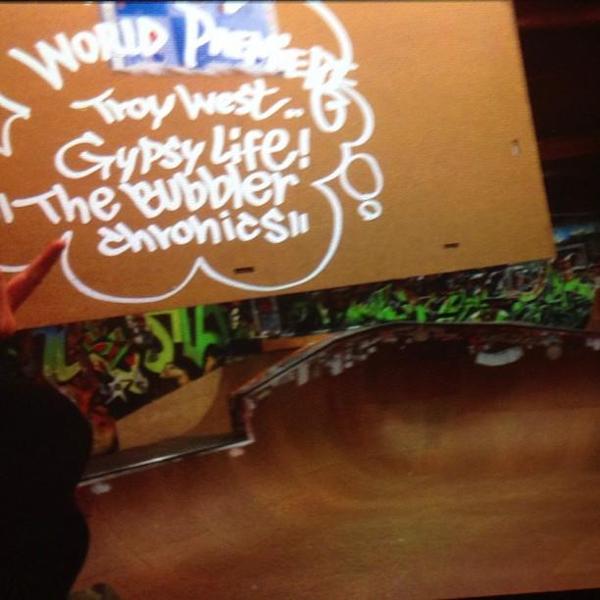 World Premiere
Troy West..
Gypsy Life!
"The Bubbler
chronics"